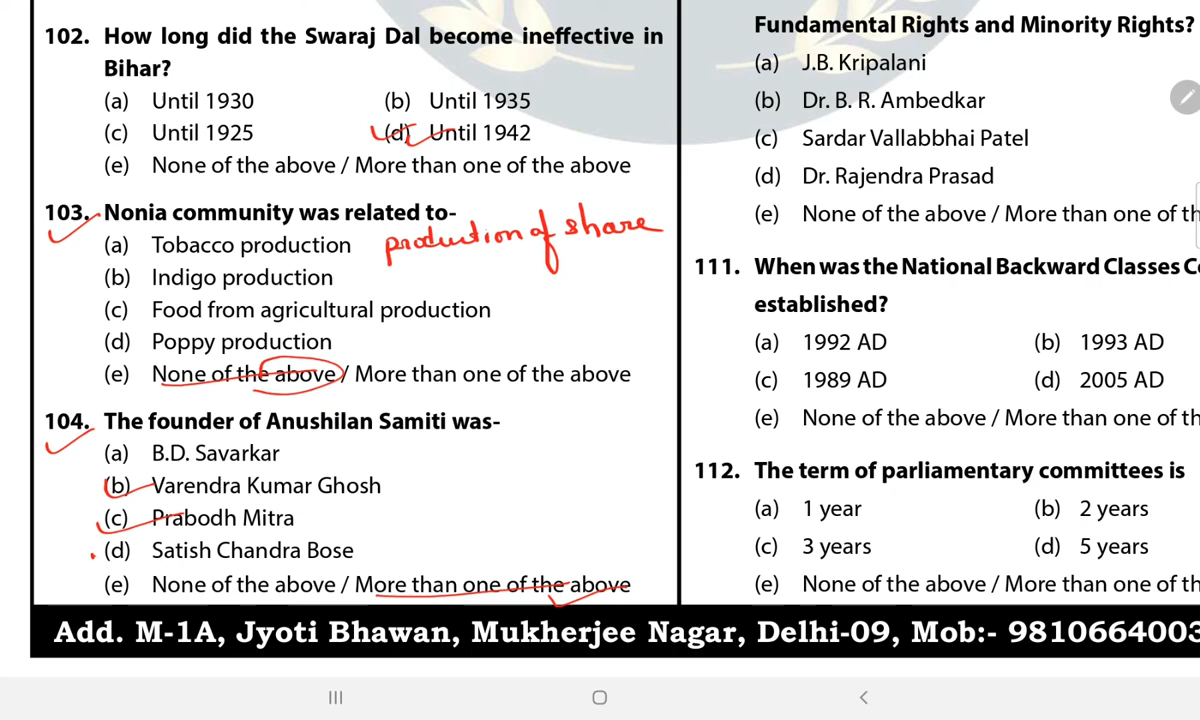 102. How long did the Swaraj Dal become ineffective in
Bihar?
(a) Until 1930 (b) Until 1935
(c) Until 1925 (d) Until 1942
(e) None of the above / More than one of the above
103. Nonia community was related to-
(a) Tobacco production
production of share
(b) Indigo production
(c) Food from agricultural production
(d) Poppy production
(e) None of the above / More than one of the above
104. The founder of Anushilan Samiti was-
(a) B.D. Savarkar
(b) Varendra Kumar Ghosh
(c) Prabodh Mitra
(d) Satish Chandra Bose
(e) None of the above / More than one of the above
Fundamental Rights and Minority Rights?
(a) J.B. Kripalani
(b) Dr. B. R. Ambedkar
(c) Sardar Vallabbhai Patel
(d) Dr. Rajendra Prasad
(e) None of the above / More than one of th
111. When was the National Backward Classes C
established?
(a) 1992 AD (b) 1993 AD
(c) 1989 AD (d) 2005 AD
(e) None of the above / More than one of th
112. The term of parliamentary committees is
(a) 1 year (b) 2 years
(c) 3 years (d) 5 years
(e) None of the above / More than one of th
Add. M-1A, Jyoti Bhawan, Mukherjee Nagar, Delhi-09, Mob:- 9810664003